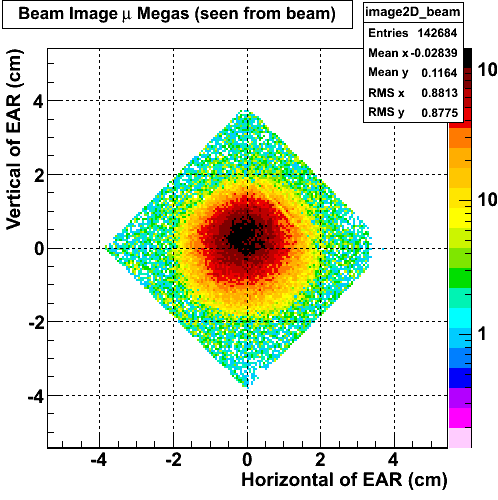 Beam Image μ Megas (seen from beam)
image2D_beam
Entries 142684
Mean x -0.02839
Mean y 0.1164
RMS x 0.8813
RMS y 0.8775
Vertical of EAR (cm)
4
2
0
-2
-4
-4 -2 0 2 4
Horizontal of EAR (cm)
10
10
1